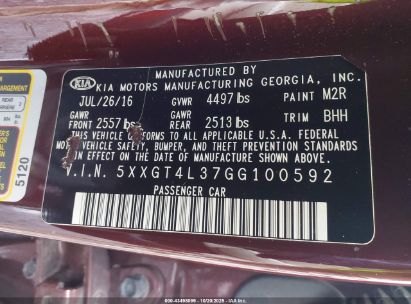 MANUFACTURED BY
KIA KIA MOTORS MANUFACTURING GEORGIA, INC.
JUL/26/16 GVWR 4497 lbs PAINT M2R
GAWR GAWR TRIM BHH
FRONT 2557 lbs REAR 2513 lbs
THIS VEHICLE CONFORMS TO ALL APPLICABLE U.S.A. FEDERAL
MOTOR VEHICLE SAFETY, BUMPER, AND THEFT PREVENTION STANDARDS
IN EFFECT ON THE DATE OF MANUFACTURE SHOWN ABOVE.
V.I.N. 5XXGT4L37GG100592
PASSENGER CAR
5120